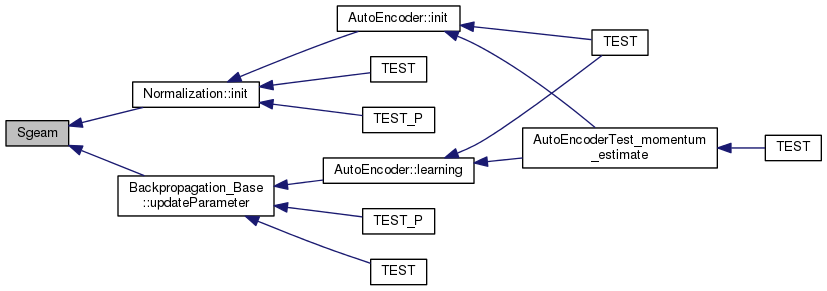 AutoEncoder::init
TEST
TEST
Normalization::init
TEST_P
Sgeam
AutoEncoderTest_momentum
_estimate
TEST
AutoEncoder::learning
Backpropagation_Base
::updateParameter
TEST_P
TEST